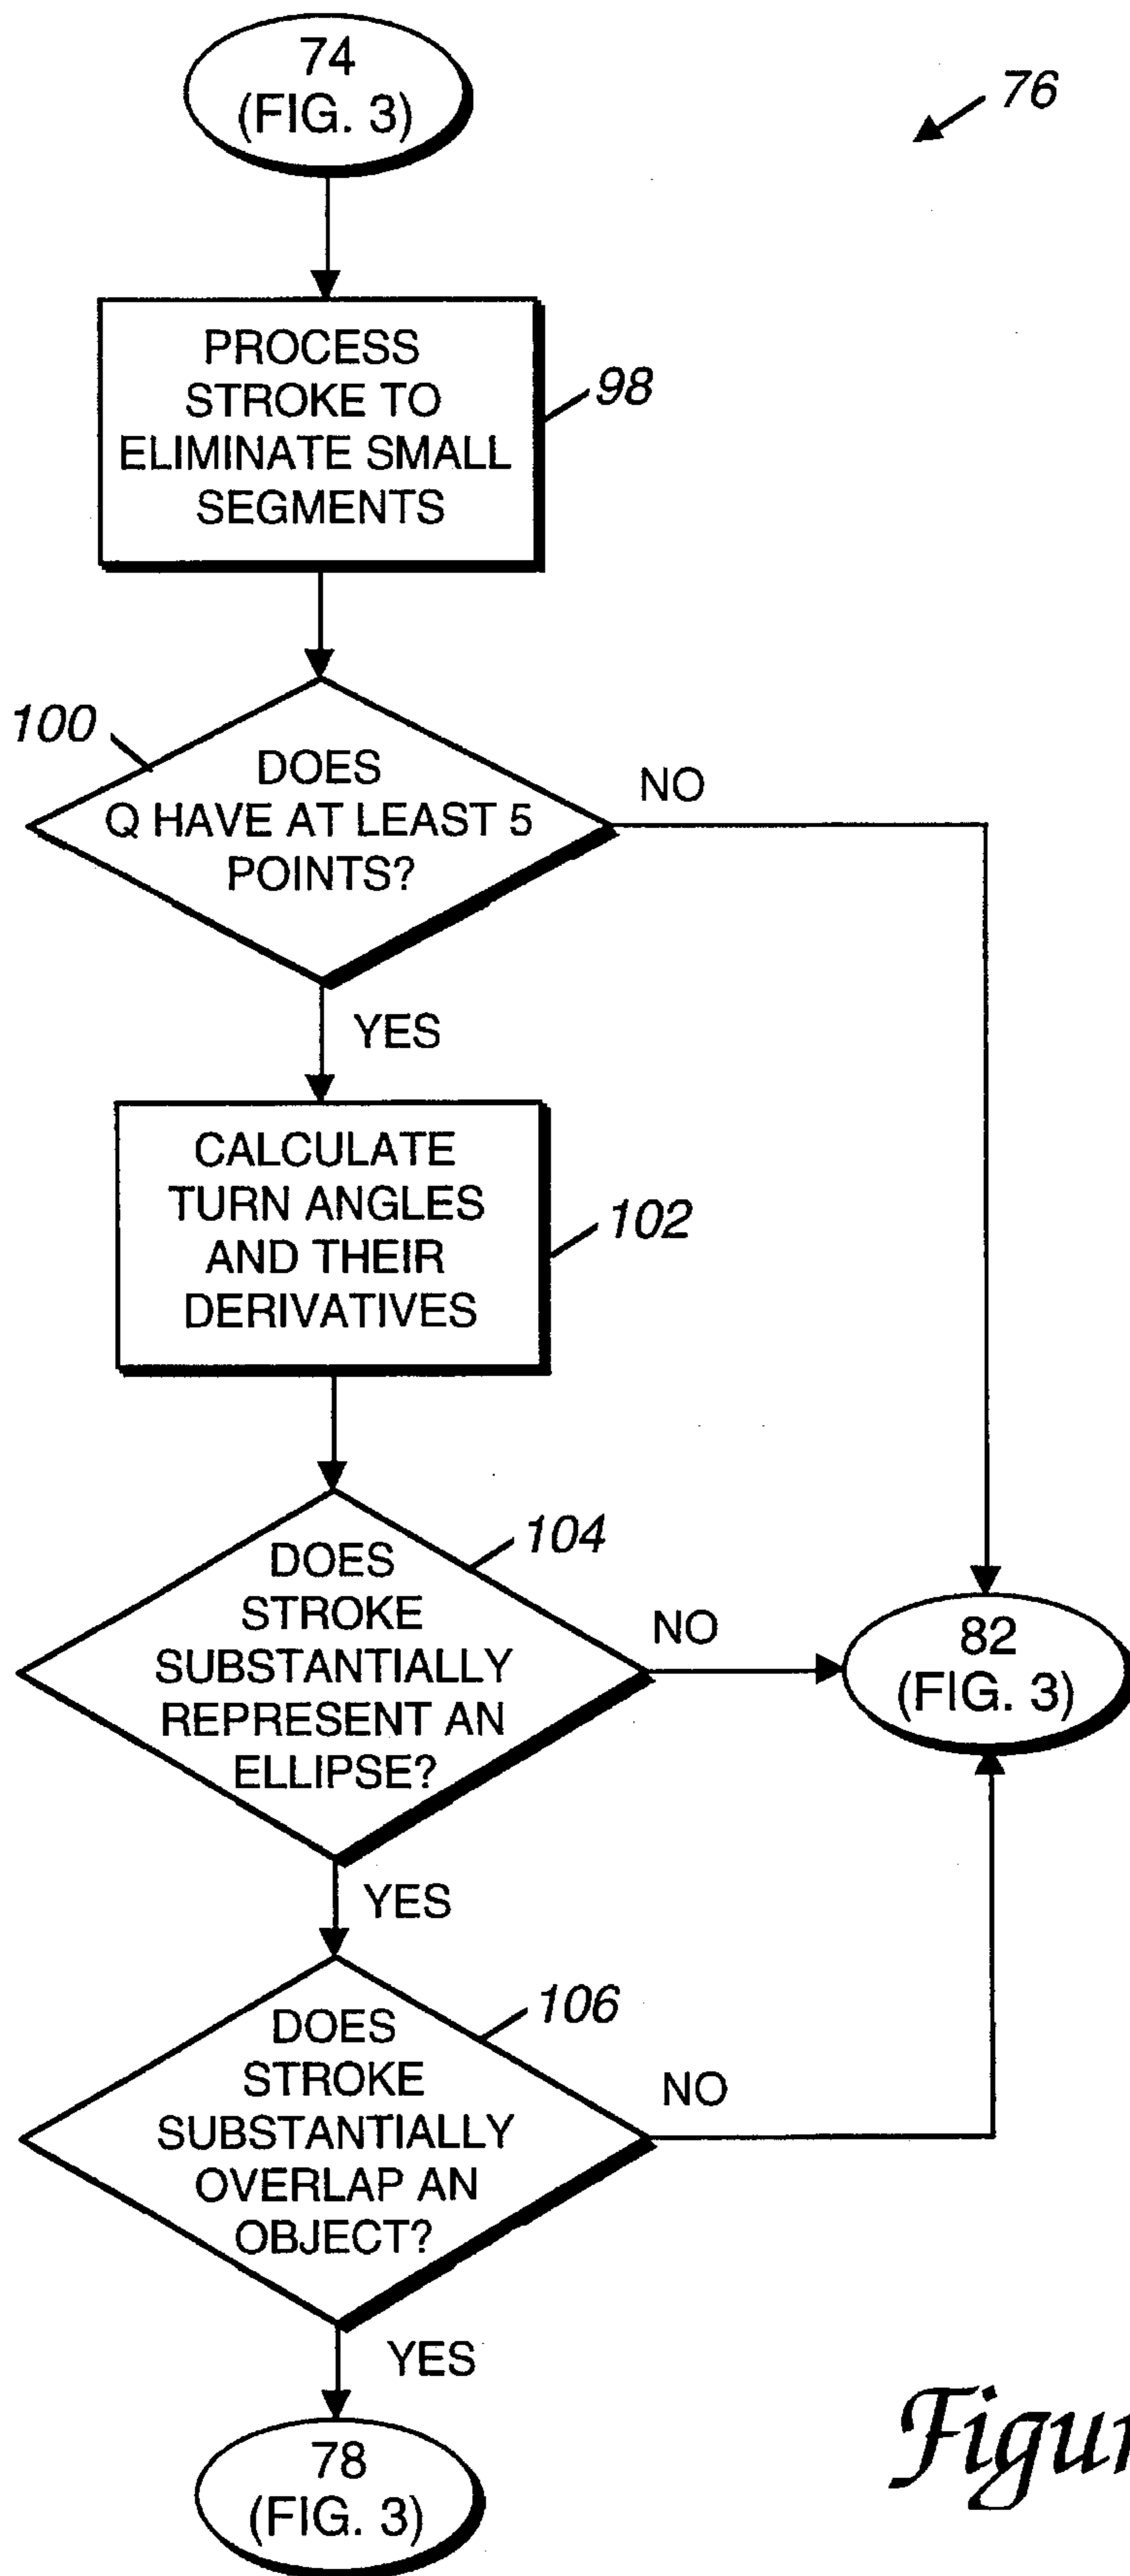 74
(FIG. 3)
76
PROCESS
STROKE TO
ELIMINATE SMALL
SEGMENTS
98
100
DOES
Q HAVE AT LEAST 5
POINTS?
NO
YES
CALCULATE
TURN ANGLES
AND THEIR
DERIVATIVES
102
DOES
STROKE
SUBSTANTIALLY
REPRESENT AN
ELLIPSE?
104
NO
82
(FIG. 3)
YES
DOES
STROKE
SUBSTANTIALLY
OVERLAP AN
OBJECT?
106
NO
YES
78
(FIG. 3)